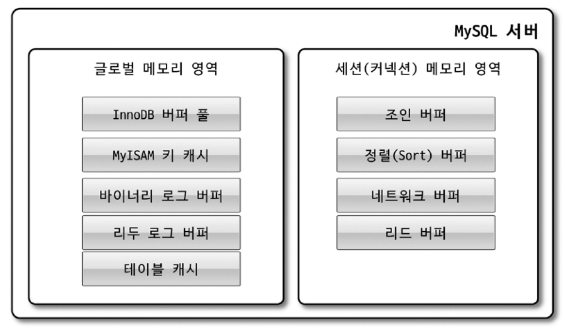 MySQL 서버
글로벌 메모리 영역
InnoDB 버퍼 풀
MyISAM 키 캐시
바이너리 로그 버퍼
리두 로그 버퍼
테이블 캐시
세션(커넥션) 메모리 영역
조인 버퍼
정렬(Sort) 버퍼
네트워크 버퍼
리드 버퍼